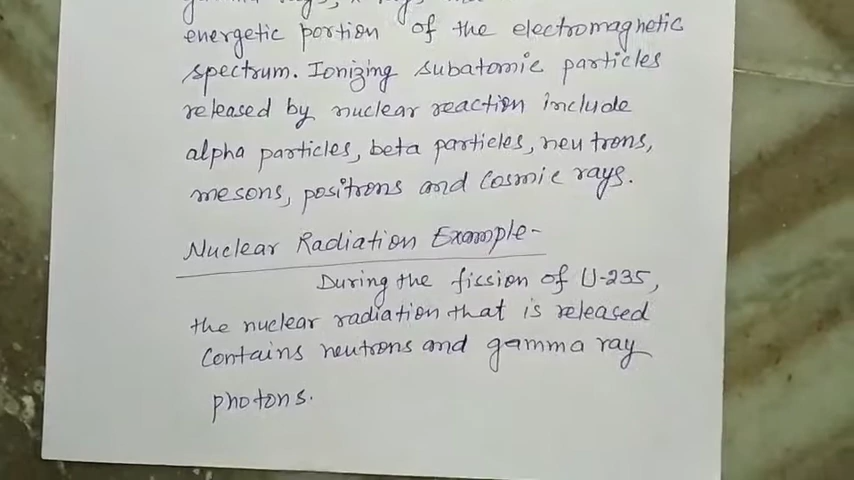 energetic portion of the electromagnetic
spectrum. Ionizing subatomic particles
released by nuclear reaction include
alpha particles, beta particles, neutrons,
mesons, positrons and cosmic rays.
Nuclear Radiation Example-
During the fission of U-235,
the nuclear radiation that is released
contains neutrons and gamma ray
photons.